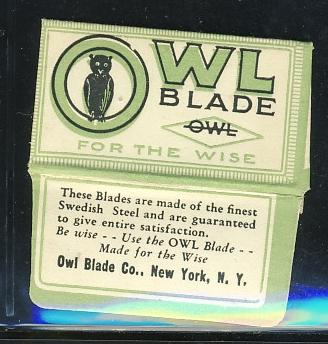 OWL
BLADE
OWL
FOR THE WISE
These Blades are made of the finest
Swedish Steel and are guaranteed
to give entire satisfaction.
Be wise - - Use the OWL Blade - -
Made for the Wise
Owl Blade Co., New York, N. Y.